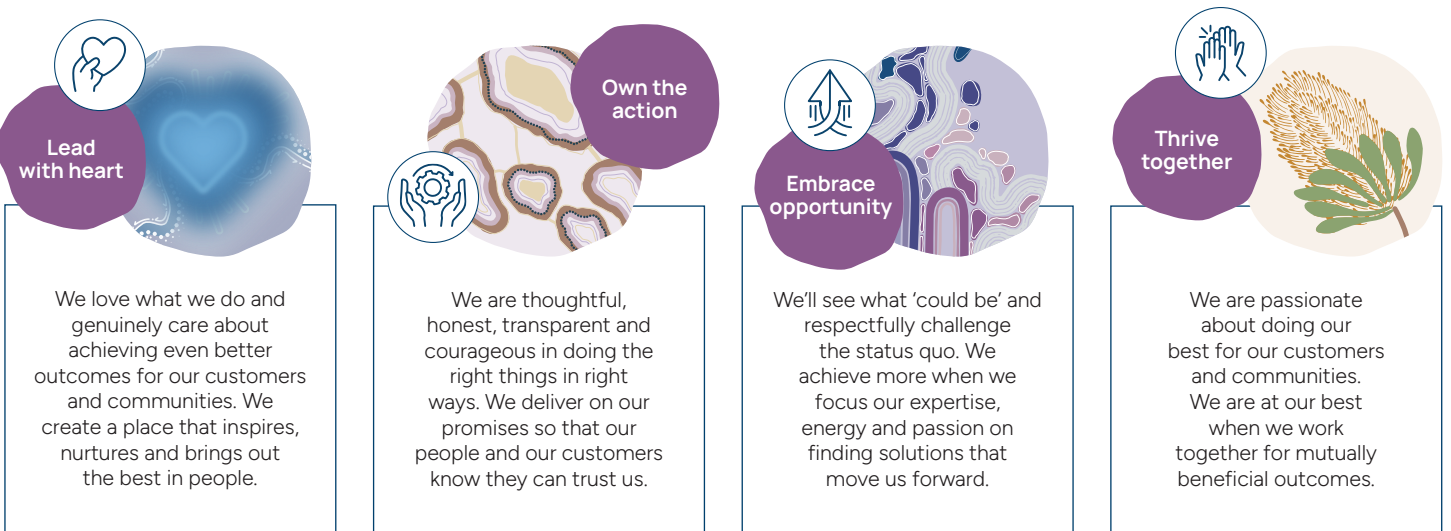 Lead
with heart
We love what we do and
genuinely care about
achieving even better
outcomes for our customers
and communities. We
create a place that inspires,
nurtures and brings out
the best in people.
Own the
action
We are thoughtful,
honest, transparent and
courageous in doing the
right things in right
ways. We deliver on our
promises so that our
people and our customers
know they can trust us.
Embrace
opportunity
We’ll see what ‘could be’ and
respectfully challenge
the status quo. We
achieve more when we
focus our expertise,
energy and passion on
finding solutions that
move us forward.
Thrive
together
We are passionate
about doing our
best for our customers
and communities.
We are at our best
when we work
together for mutually
beneficial outcomes.